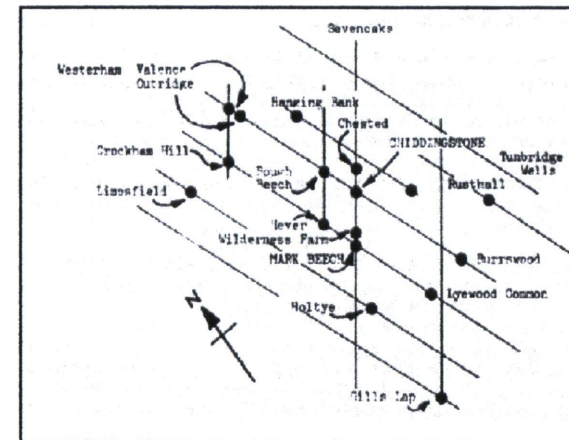 Sevenoaks
Westerham Valence
Outridge
Hanging Bank
Chested
CHIDDINGSTONE
Crockham Hill
Tunbridge
Wells
Limpsfield
Bough
Beech
Rusthall
Hever
Wilderness Farm
MARK BEECH
Burrswood
Holtye
Lyewood Common
N
Gills Lap